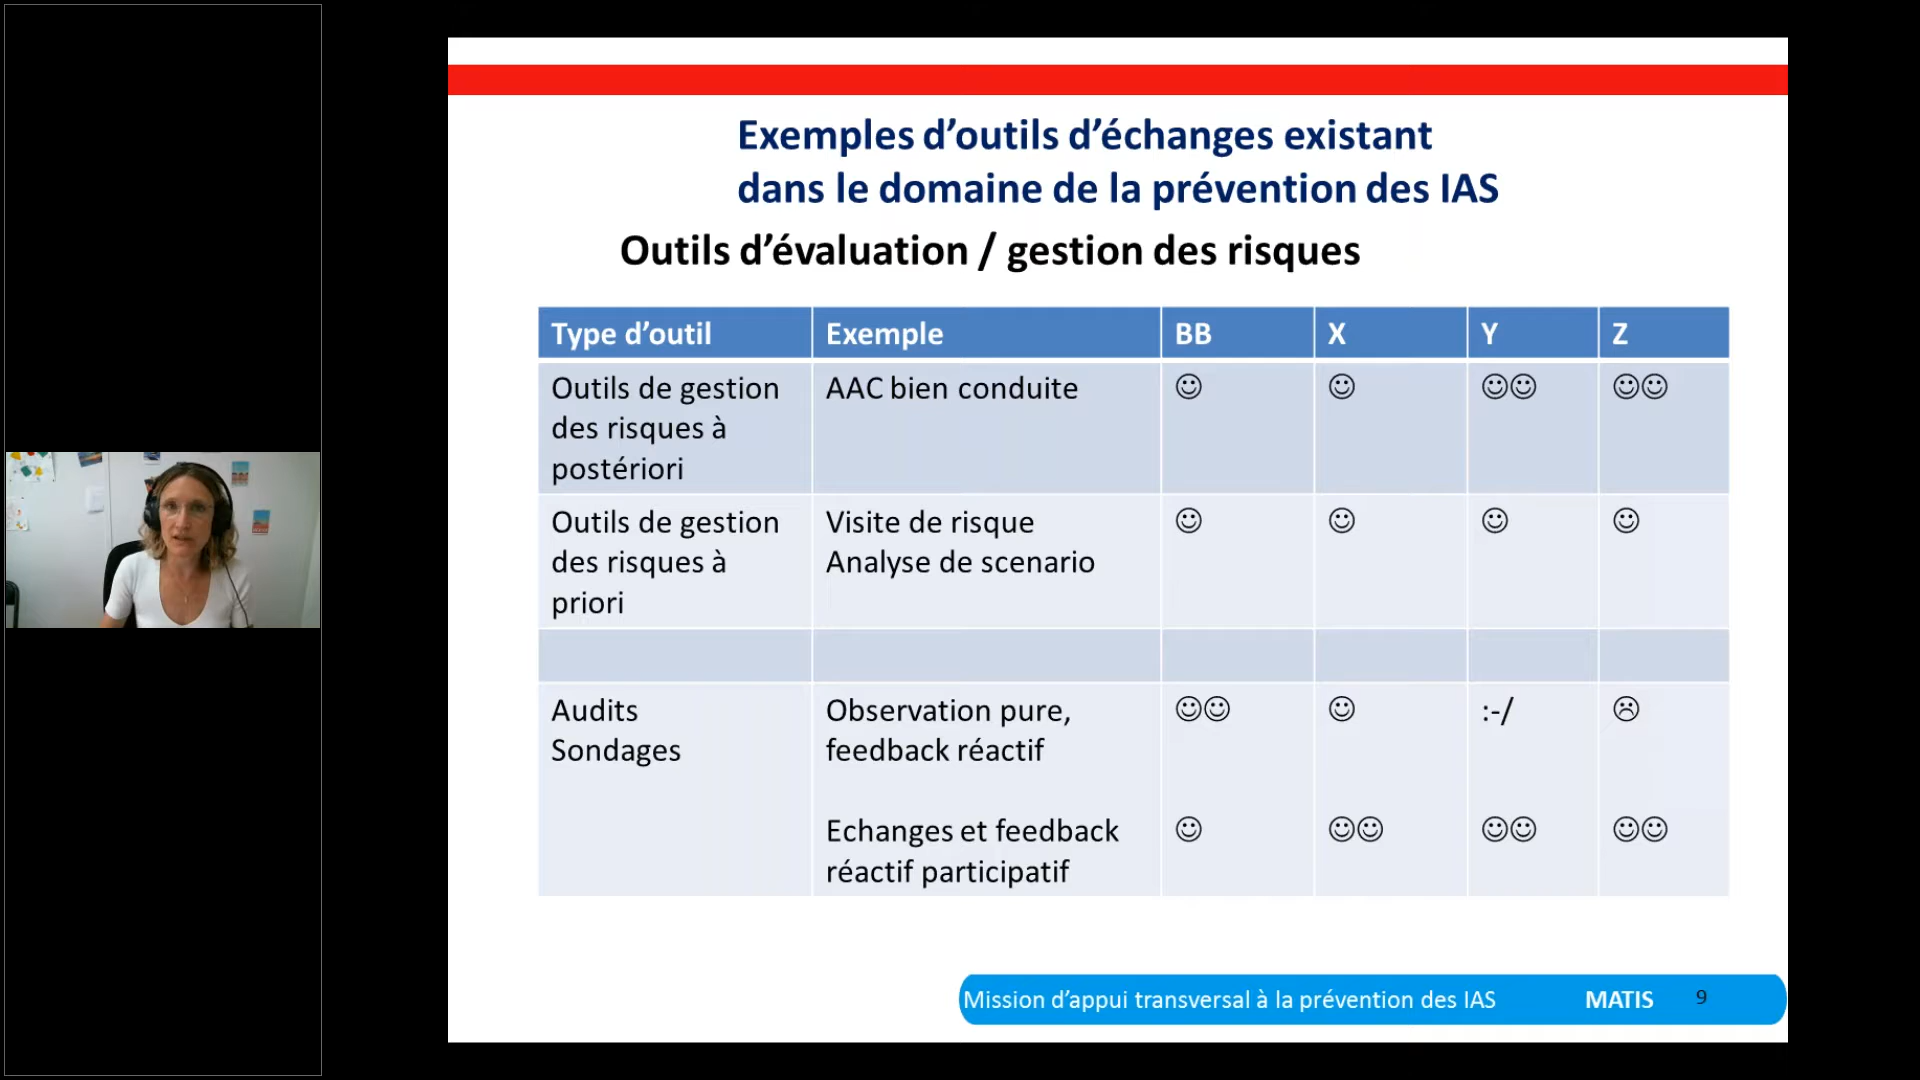 Exemples d’outils d’échanges existant
dans le domaine de la prévention des IAS
Outils d’évaluation / gestion des risques
Type d’outil Exemple BB X Y Z
Outils de gestion AAC bien conduite ☺ ☺ ☺☺ ☺☺
des risques à
postériori
Outils de gestion Visite de risque ☺ ☺ ☺ ☺
des risques à Analyse de scenario
priori
Audits Observation pure, ☺☺ ☺ :-/ ☹
Sondages feedback réactif
Echanges et feedback ☺ ☺☺ ☺☺ ☺☺
réactif participatif
Mission d’appui transversal à la prévention des IAS MATIS 9